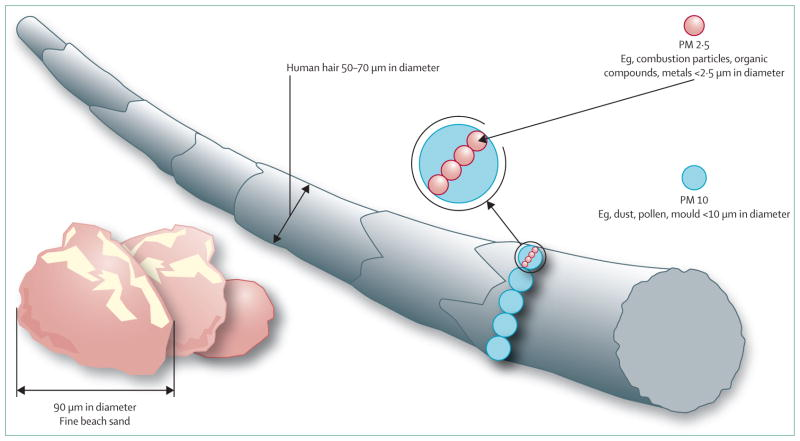 Human hair 50–70 µm in diameter
PM 2·5
Eg, combustion particles, organic
compounds, metals <2·5 µm in diameter
PM 10
Eg, dust, pollen, mould <10 µm in diameter
90 µm in diameter
Fine beach sand